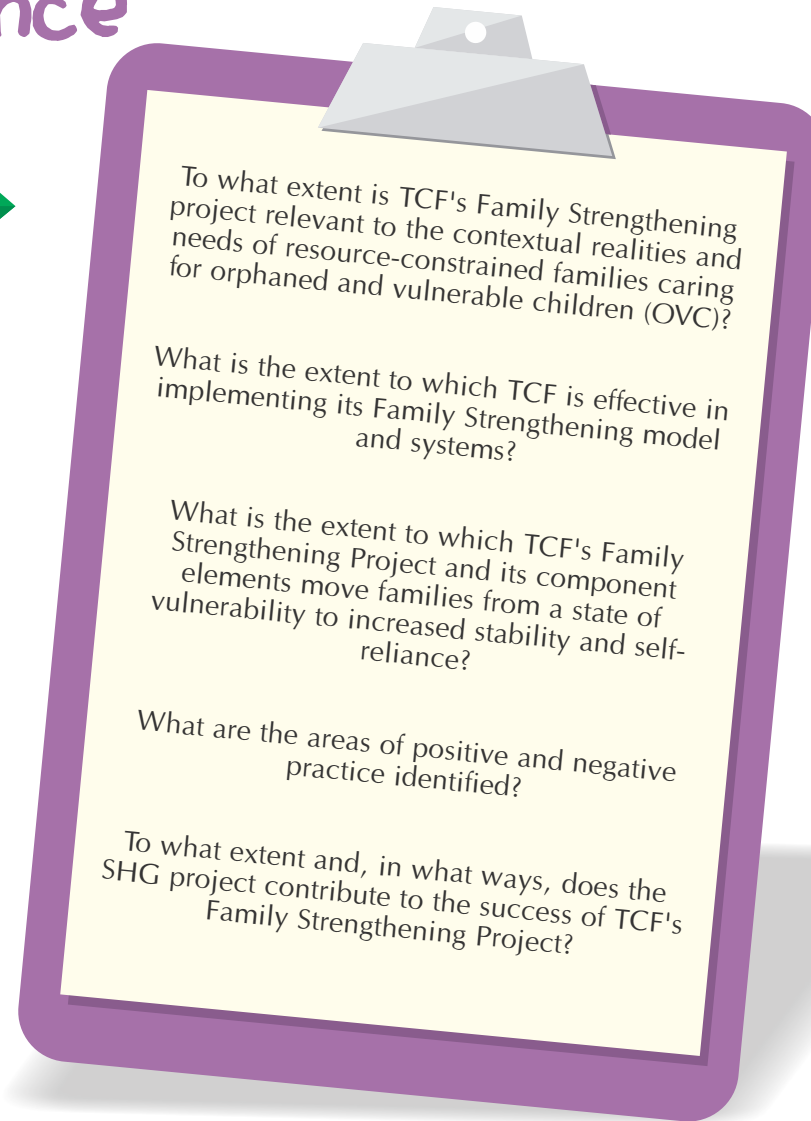 To what extent is TCF's Family Strengthening
project relevant to the contextual realities and
needs of resource-constrained families caring
for orphaned and vulnerable children (OVC)?
What is the extent to which TCF is effective in
implementing its Family Strengthening model
and systems?
What is the extent to which TCF's Family
Strengthening Project and its component
elements move families from a state of
vulnerability to increased stability and self-
reliance?
What are the areas of positive and negative
practice identified?
To what extent and, in what ways, does the
SHG project contribute to the success of TCF's
Family Strengthening Project?